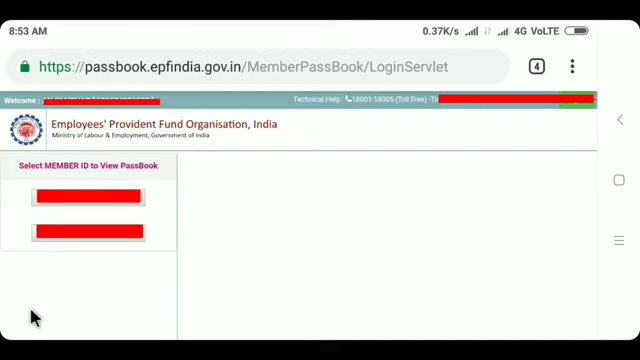 8:53 AM
0.37K/s 4G VoLTE
https://passbook.epfindia.gov.in/MemberPassBook/LoginServlet
4
Welcome :
Technical.Help : 18001-18005 (Toll Free)
Employees' Provident Fund Organisation, India
Ministry of Labour & Employment, Government of India
Select MEMBER ID to View PassBook